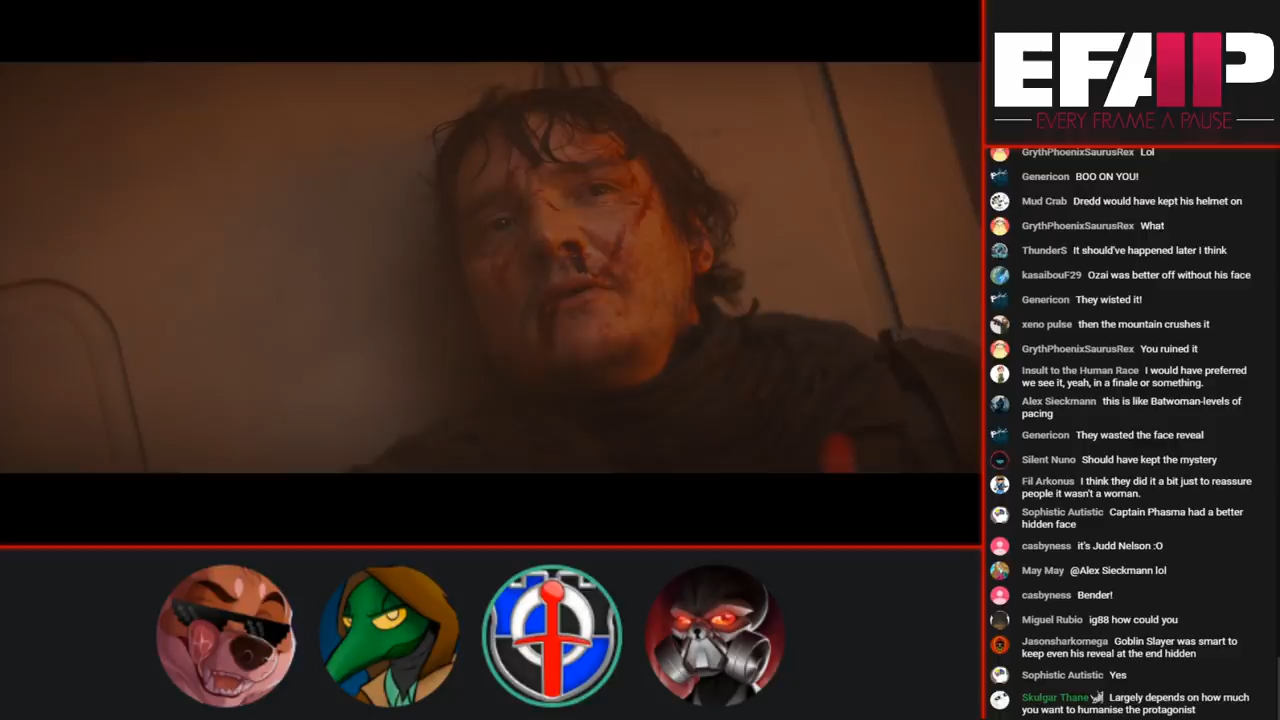 EFAP
EVERY FRAME A PAUSE
GrythPhoenixSaurusRex Lol
Genericon BOO ON YOU!
Mud Crab Dredd would have kept his helmet on
GrythPhoenixSaurusRex What
ThunderS It should've happened later I think
kasaibouF29 Ozai was better off without his face
Genericon They wisted it!
xeno pulse then the mountain crushes it
GrythPhoenixSaurusRex You ruined it
Insult to the Human Race I would have preferred
we see it, yeah, in a finale or something.
Alex Sieckmann this is like Batwoman-levels of
pacing
Genericon They wasted the face reveal
Silent Nuno Should have kept the mystery
Fil Arkonus I think they did it a bit just to reassure
people it wasn't a woman.
Sophistic Autistic Captain Phasma had a better
hidden face
casbyness it's Judd Nelson :O
May May @Alex Sieckmann lol
casbyness Bender!
Miguel Rubio ig88 how could you
Jasonsharkomega Goblin Slayer was smart to
keep even his reveal at the end hidden
Sophistic Autistic Yes
Skulgar Thane Largely depends on how much
you want to humanise the protagonist